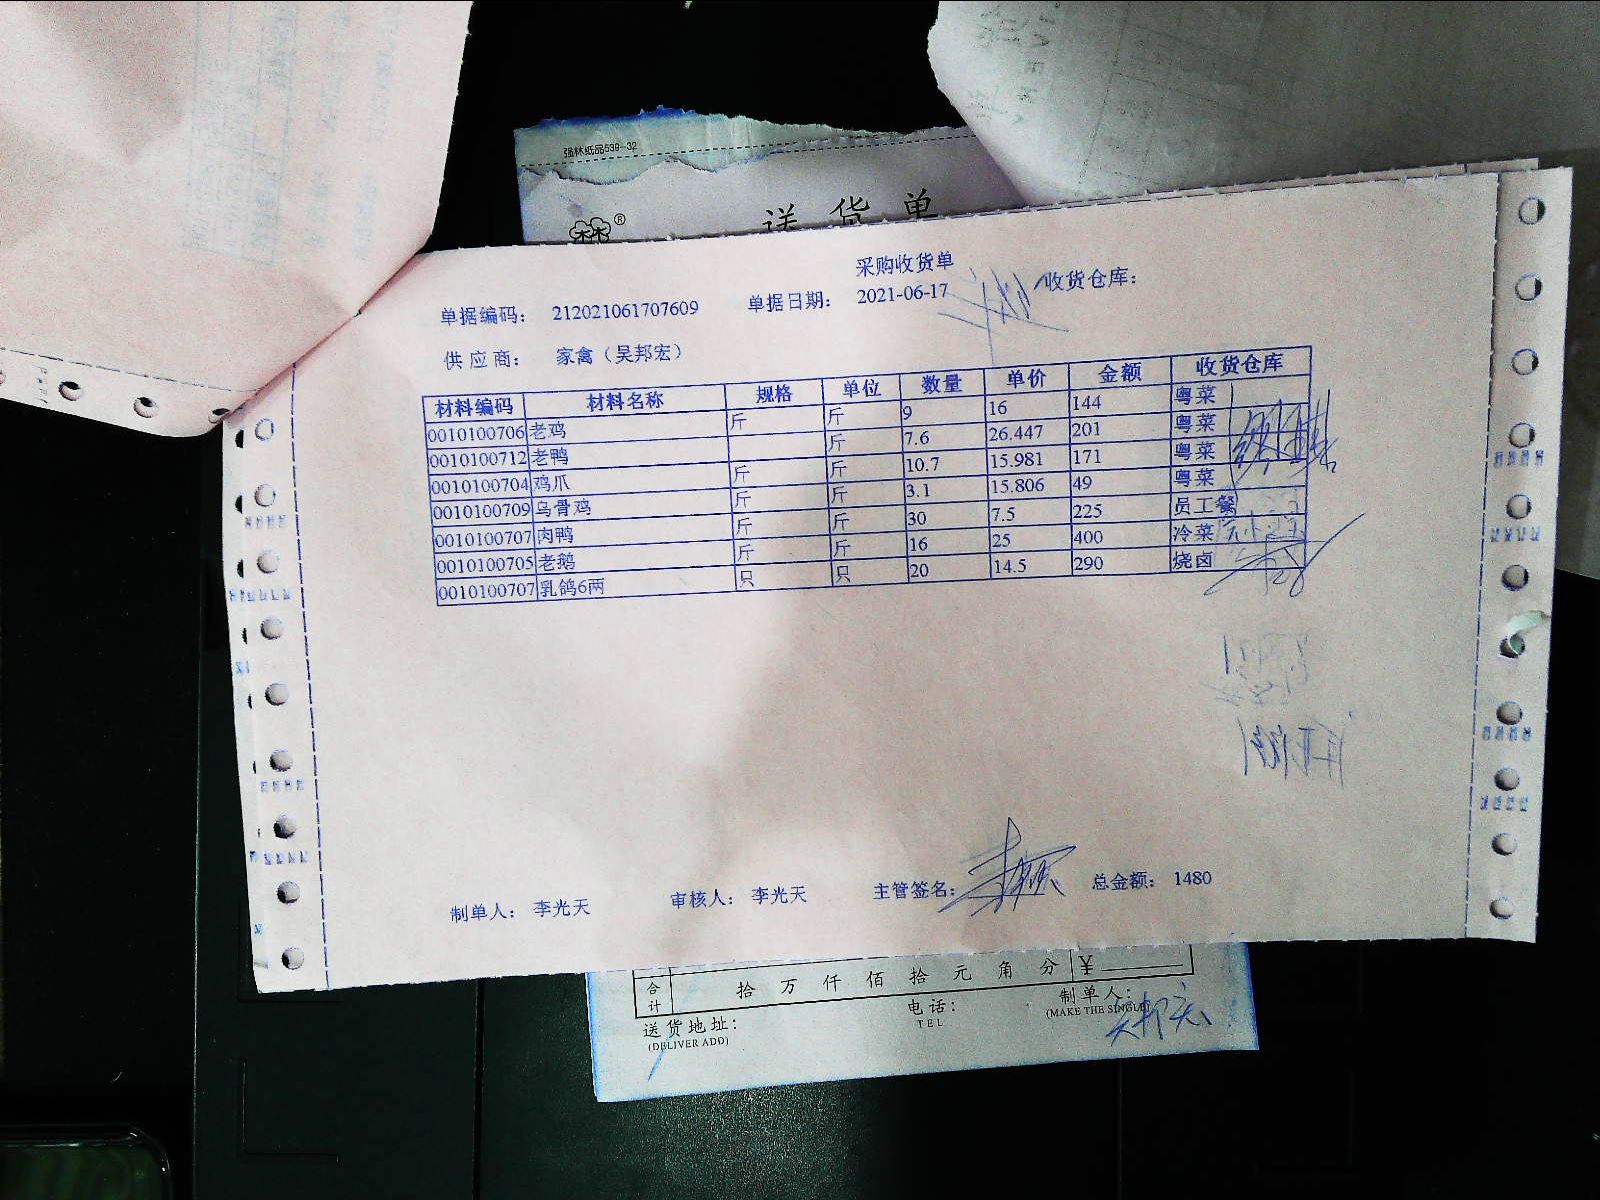 强林纸品539-32
送货单
采购收货单
单据编码： 212021061707609 单据日期： 2021-06-17 收货仓库：
供应商： 家禽（吴邦宏）
材料编码 材料名称 规格 单位 数量 单价 金额 收货仓库
0010100706 老鸡 斤 斤 9 16 144 粤菜
0010100712 老鸭 斤 7.6 26.447 201 粤菜
0010100704 鸡爪 斤 斤 10.7 15.981 171 粤菜
0010100709 乌骨鸡 斤 斤 3.1 15.806 49 粤菜
0010100707 肉鸭 斤 斤 30 7.5 225 员工餐
0010100705 老鹅 斤 斤 16 25 400 冷菜
0010100707 乳鸽6两 只 只 20 14.5 290 烧卤
制单人： 李光天 审核人： 李光天 主管签名： 总金额： 1480
合计 拾 万 仟 佰 拾 元 角 分 ¥
送货地址： 电话： 制单人：
(DELIVER ADD) TEL (MAKE THE SINGLE)